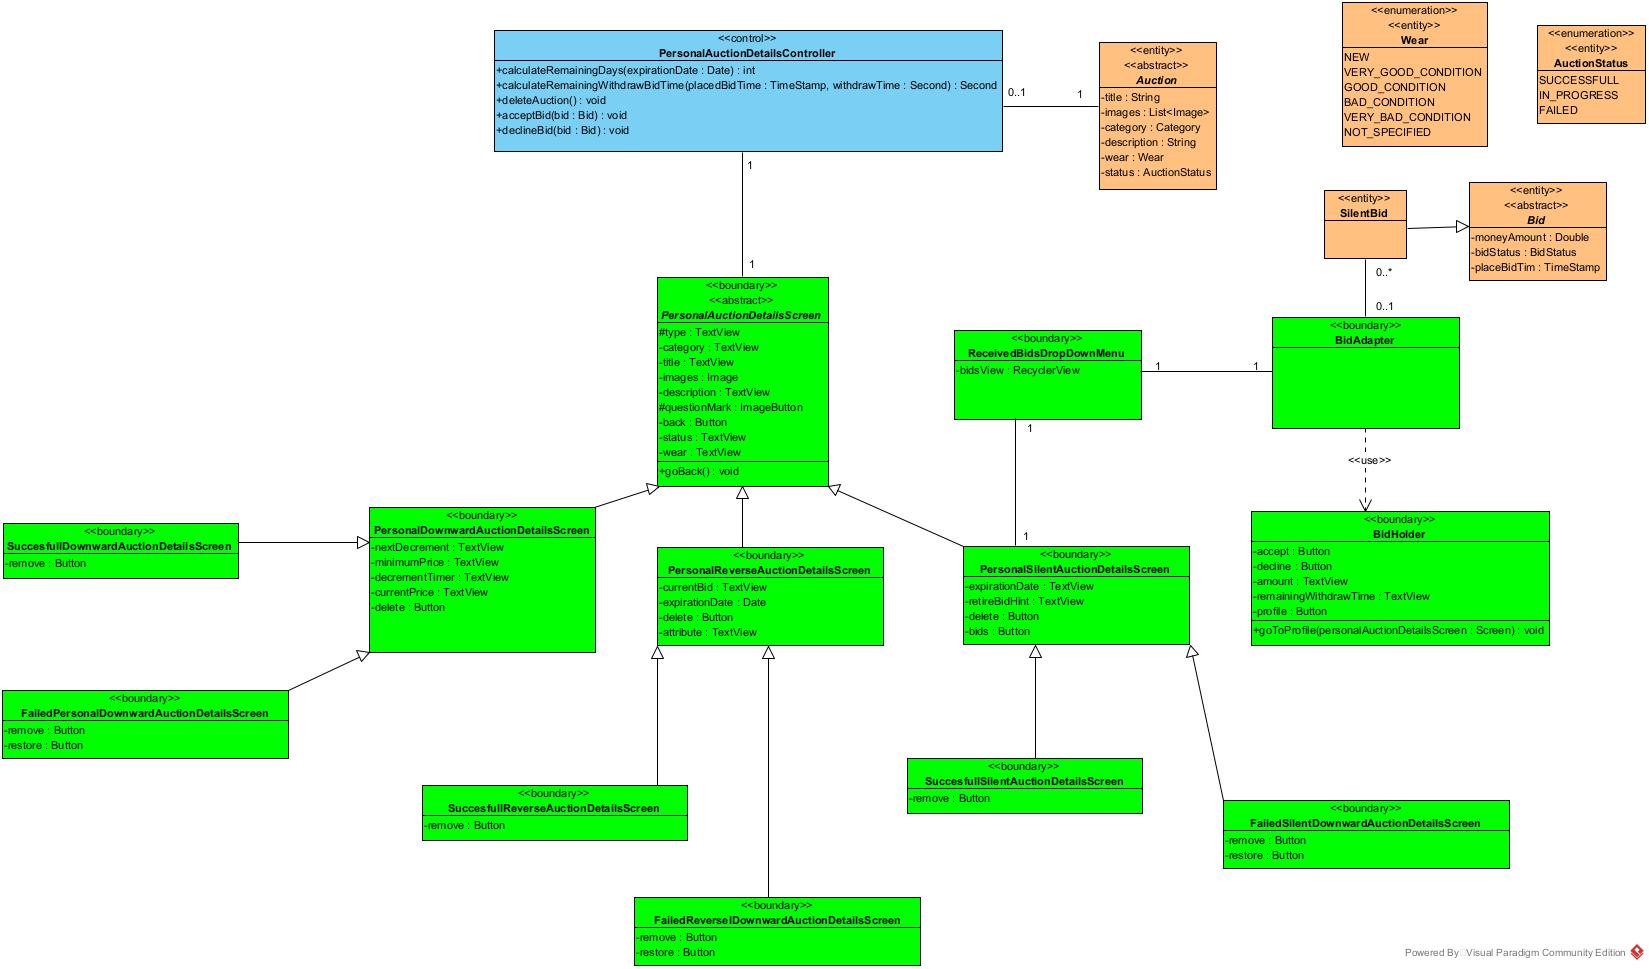 <<control>>
PersonalAuctionDetailsController
+calculateRemainingDays(expirationDate : Date) : int
+calculateRemainingWithdrawBidTime(placedBidTime : TimeStamp, withdrawTime : Second) : Second
+deleteAuction() : void
+acceptBid(bid : Bid) : void
+declineBid(bid : Bid) : void
0..1
1
<<entity>>
<<abstract>>
Auction
-title : String
-images : List<Image>
-category : Category
-description : String
-wear : Wear
-status : AuctionStatus
<<enumeration>>
<<entity>>
Wear
NEW
VERY_GOOD_CONDITION
GOOD_CONDITION
BAD_CONDITION
VERY_BAD_CONDITION
NOT_SPECIFIED
<<enumeration>>
<<entity>>
AuctionStatus
SUCCESSFULL
IN_PROGRESS
FAILED
1
1
<<entity>>
SilentBid
<<entity>>
<<abstract>>
Bid
-moneyAmount : Double
-bidStatus : BidStatus
-placeBidTim : TimeStamp
0..*
0..1
<<boundary>>
<<abstract>>
PersonalAuctionDetailsScreen
#type : TextView
-category : TextView
-title : TextView
-images : Image
-description : TextView
#questionMark : ImageButton
-back : Button
-status : TextView
-wear : TextView
+goBack() : void
<<boundary>>
ReceivedBidsDropDownMenu
-bidsView : RecyclerView
1
1
<<boundary>>
BidAdapter
1
1
<<use>>
<<boundary>>
BidHolder
-accept : Button
-decline : Button
-amount : TextView
-remainingWithdrawTime : TextView
-profile : Button
+goToProfile(personalAuctionDetailsScreen : Screen) : void
<<boundary>>
SuccesfullDownwardAuctionDetailsScreen
-remove : Button
<<boundary>>
PersonalDownwardAuctionDetailsScreen
-nextDecrement : TextView
-minimumPrice : TextView
-decrementTimer : TextView
-currentPrice : TextView
-delete : Button
<<boundary>>
PersonalReverseAuctionDetailsScreen
-currentBid : TextView
-expirationDate : Date
-delete : Button
-attribute : TextView
<<boundary>>
PersonalSilentAuctionDetailsScreen
-expirationDate : TextView
-retireBidHint : TextView
-delete : Button
-bids : Button
<<boundary>>
FailedPersonalDownwardAuctionDetailsScreen
-remove : Button
-restore : Button
<<boundary>>
SuccesfullReverseAuctionDetailsScreen
-remove : Button
<<boundary>>
SuccesfullSilentAuctionDetailsScreen
-remove : Button
<<boundary>>
FailedSilentDownwardAuctionDetailsScreen
-remove : Button
-restore : Button
<<boundary>>
FailedReverselDownwardAuctionDetailsScreen
-remove : Button
-restore : Button
Powered By Visual Paradigm Community Edition